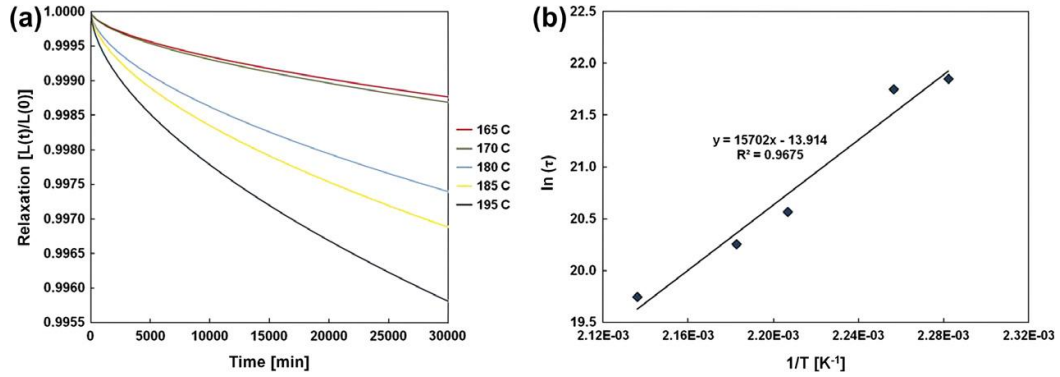 (a)
Relaxation [L(t)/L(0)]
1.0000
0.9995
0.9990
0.9985
0.9980
0.9975
0.9970
0.9965
0.9960
0.9955
0
5000
10000
15000
20000
25000
30000
Time [min]
165 C
170 C
180 C
185 C
195 C
(b)
ln (τ)
22.5
22.0
21.5
21.0
20.5
20.0
19.5
y = 15702x - 13.914
R² = 0.9675
2.12E-03
2.16E-03
2.20E-03
2.24E-03
2.28E-03
2.32E-03
1/T [K⁻¹]